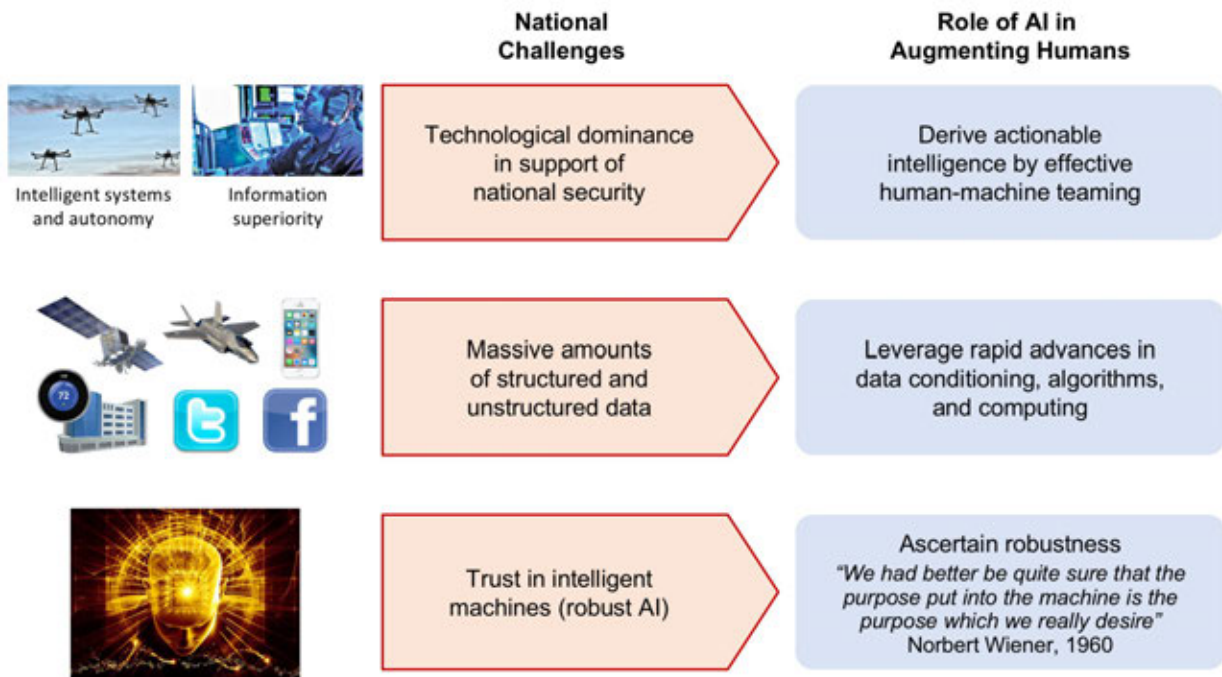 National
Challenges
Role of AI in
Augmenting Humans
Intelligent systems
and autonomy
Information
superiority
Technological dominance
in support of
national security
Derive actionable
intelligence by effective
human-machine teaming
72
Massive amounts
of structured and
unstructured data
Leverage rapid advances in
data conditioning, algorithms,
and computing
Trust in intelligent
machines (robust AI)
Ascertain robustness
“We had better be quite sure that the
purpose put into the machine is the
purpose which we really desire”
Norbert Wiener, 1960